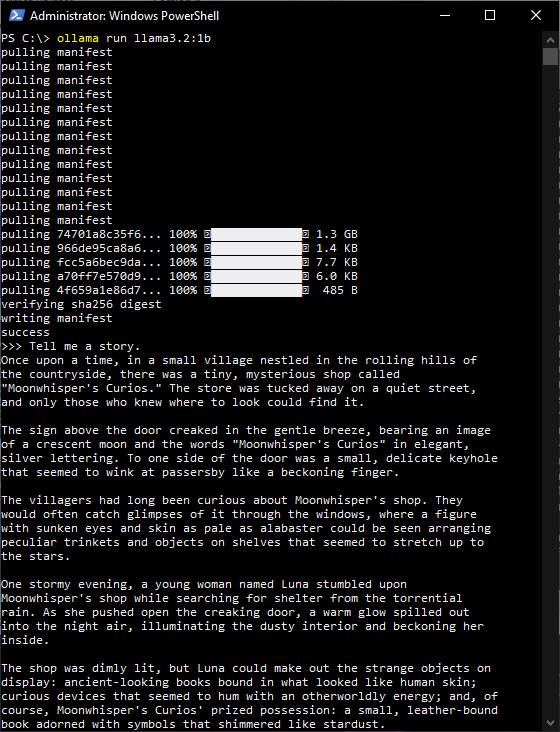 Administrator: Windows PowerShell
PS C:\> ollama run llama3.2:1b
pulling manifest
pulling manifest
pulling manifest
pulling manifest
pulling manifest
pulling manifest
pulling manifest
pulling manifest
pulling manifest
pulling manifest
pulling manifest
pulling manifest
pulling manifest
pulling 74701a8c35f6... 100% 1.3 GB
pulling 966de95ca8a6... 100% 1.4 KB
pulling fcc5a6bec9da... 100% 7.7 KB
pulling a70ff7e570d9... 100% 6.0 KB
pulling 4f659a1e86d7... 100% 485 B
verifying sha256 digest
writing manifest
success
>>> Tell me a story.
Once upon a time, in a small village nestled in the rolling hills of
the countryside, there was a tiny, mysterious shop called
"Moonwhisper's Curios." The store was tucked away on a quiet street,
and only those who knew where to look could find it.
The sign above the door creaked in the gentle breeze, bearing an image
of a crescent moon and the words "Moonwhisper's Curios" in elegant,
silver lettering. To one side of the door was a small, delicate keyhole
that seemed to wink at passersby like a beckoning finger.
The villagers had long been curious about Moonwhisper's shop. They
would often catch glimpses of it through the windows, where a figure
with sunken eyes and skin as pale as alabaster could be seen arranging
peculiar trinkets and objects on shelves that seemed to stretch up to
the stars.
One stormy evening, a young woman named Luna stumbled upon
Moonwhisper's shop while searching for shelter from the torrential
rain. As she pushed open the creaking door, a warm glow spilled out
into the night air, illuminating the dusty interior and beckoning her
inside.
The shop was dimly lit, but Luna could make out the strange objects on
display: ancient-looking books bound in what looked like human skin;
curious devices that seemed to hum with an otherworldly energy; and, of
course, Moonwhisper's Curios' prized possession: a small, leather-bound
book adorned with symbols that shimmered like stardust.